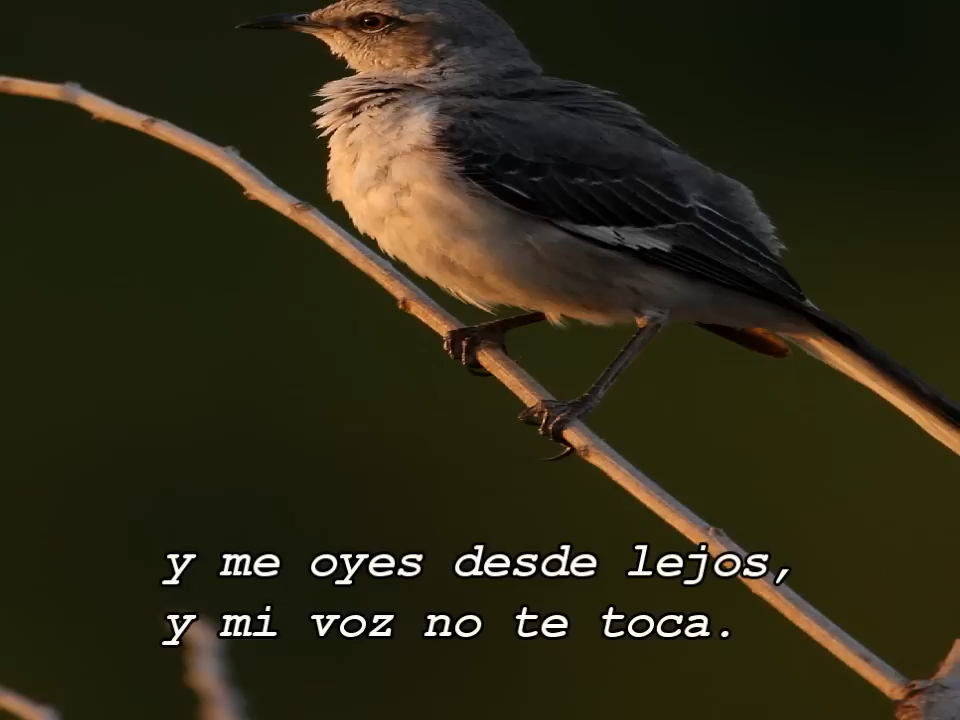 y me oyes desde lejos,
y mi voz no te toca.